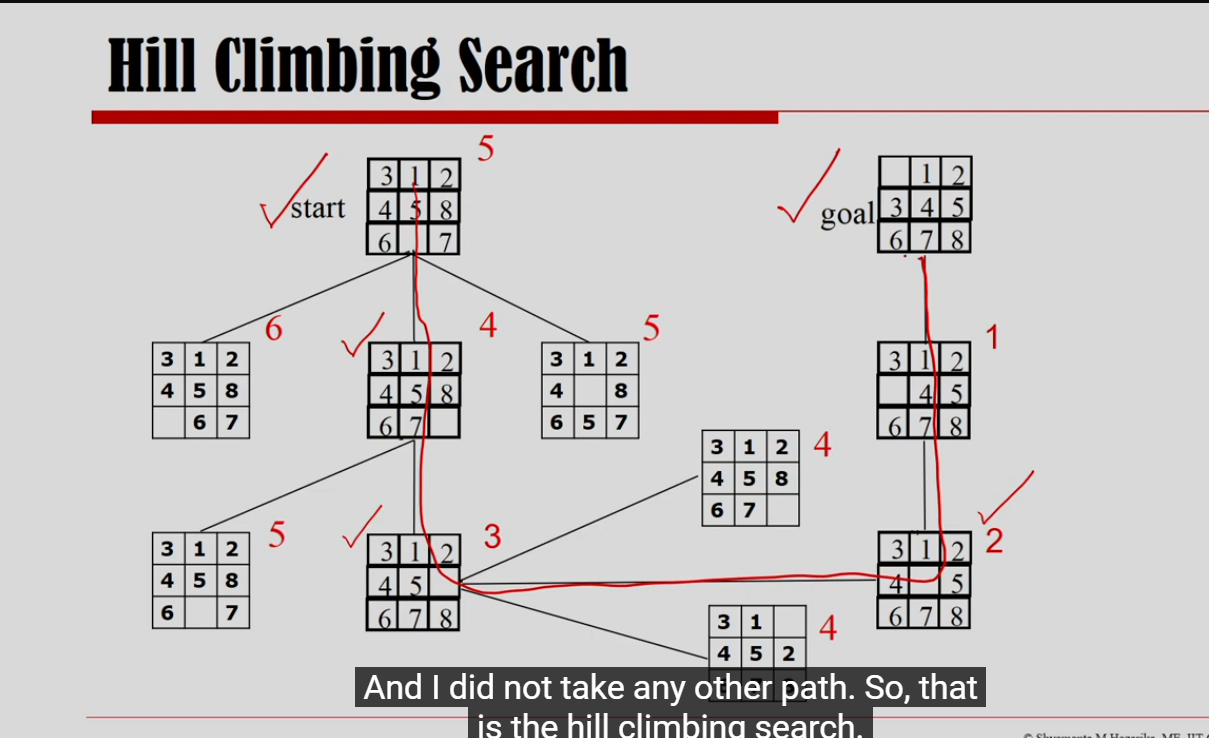 Hill Climbing Search
5
3 1 2
start 4 5 8
6 7
1 2
goal 3 4 5
6 7 8
6
3 1 2
4 5 8
6 7
4
3 1 2
4 5 8
6 7
5
3 1 2
4 8
6 5 7
1
3 1 2
4 5
6 7 8
4
3 1 2
4 5 8
6 7
5
3 1 2
4 5 8
6 7
3
3 1 2
4 5
6 7 8
2
3 1 2
4 5
6 7 8
4
3 1
4 5 2
And I did not take any other path. So, that
is the hill climbing search.